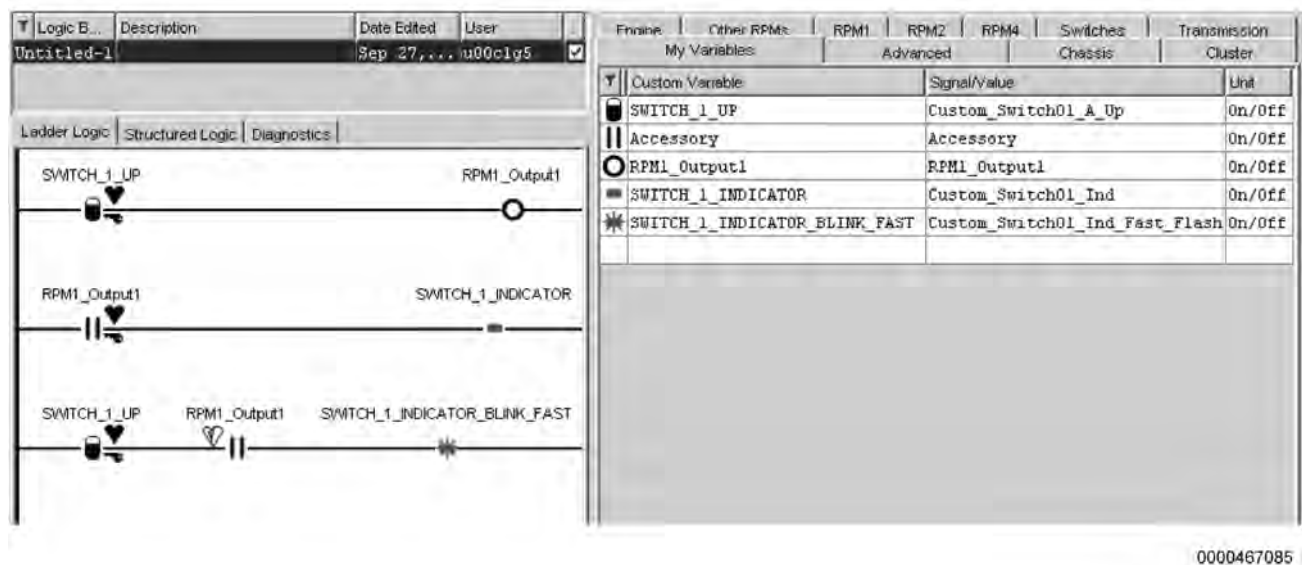 Logic B... Description Date Edited User
Untitled-1 Sep 27,... u00clg5
Ladder Logic Structured Logic Diagnostics
SWITCH_1_UP RPM1_Output1
RPM1_Output1 SWITCH_1_INDICATOR
SWITCH_1_UP RPM1_Output1 SWITCH_1_INDICATOR_BLINK_FAST
Engine Other RPMs RPM1 RPM2 RPM4 Switches Transmission
My Variables Advanced Chassis Cluster
Custom Variable Signal/Value Unit
SWITCH_1_UP Custom_Switch01_A_Up On/Off
Accessory Accessory On/Off
RPM1_Output1 RPM1_Output1 On/Off
SWITCH_1_INDICATOR Custom_Switch01_Ind On/Off
SWITCH_1_INDICATOR_BLINK_FAST Custom_Switch01_Ind_Fast_Flash On/Off
0000467085